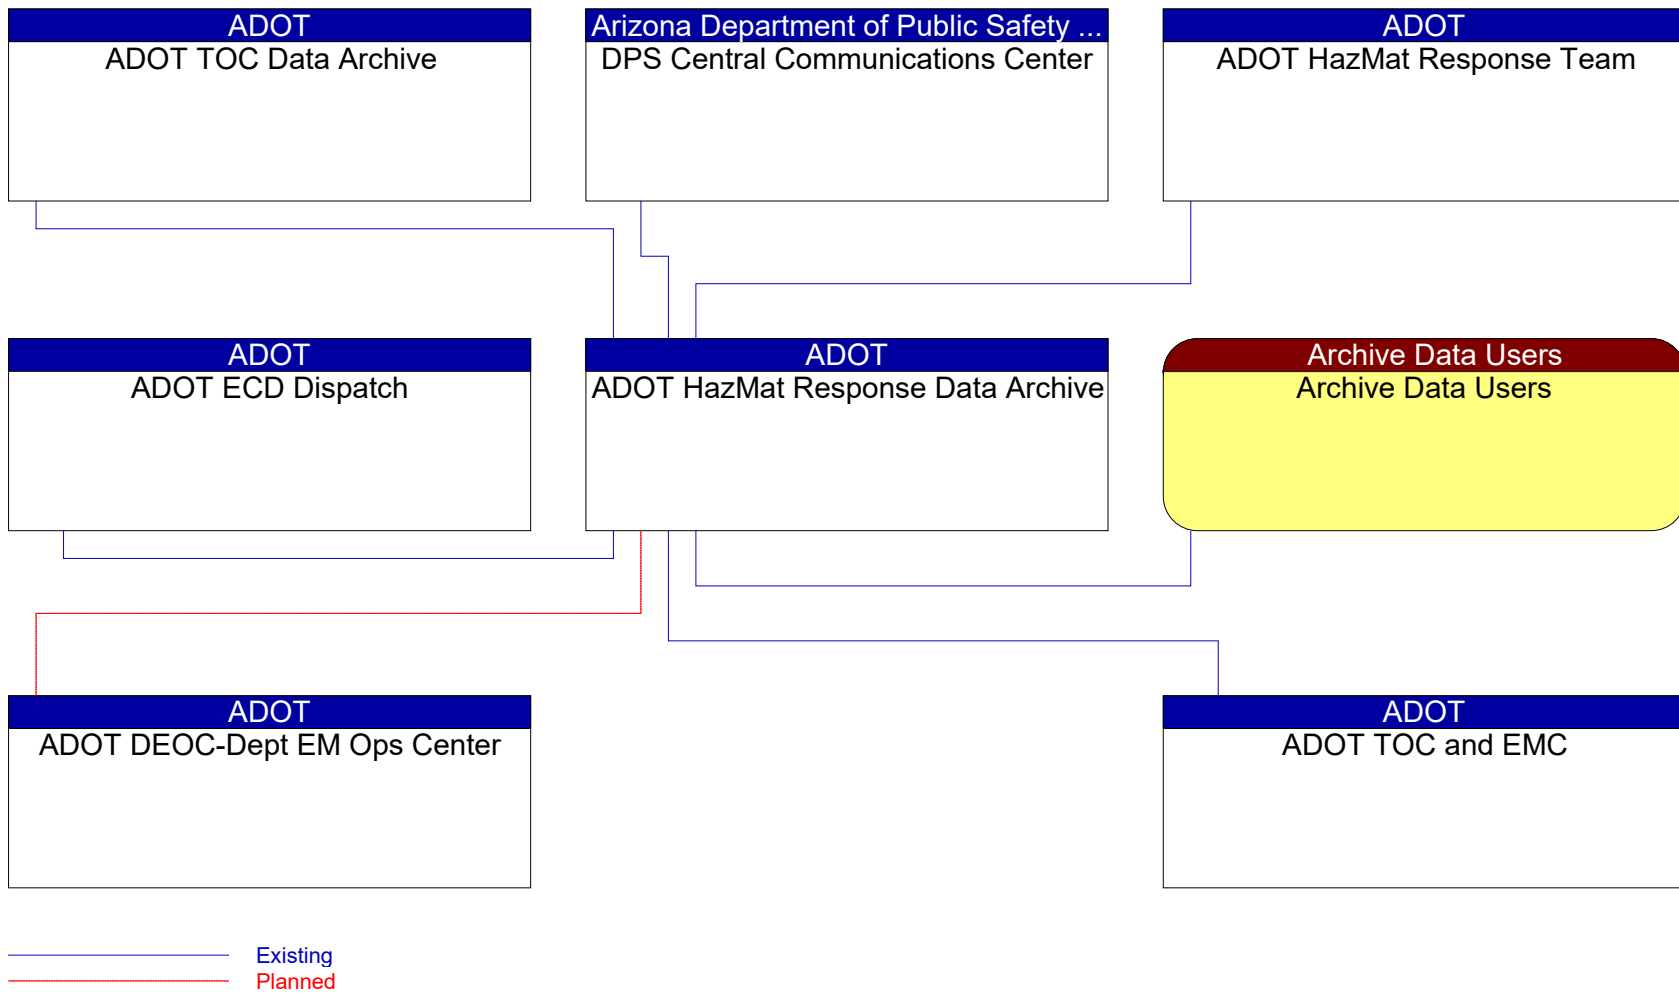 ADOT
ADOT TOC Data Archive
Arizona Department of Public Safety ...
DPS Central Communications Center
ADOT
ADOT HazMat Response Team
ADOT
ADOT ECD Dispatch
ADOT
ADOT HazMat Response Data Archive
Archive Data Users
Archive Data Users
ADOT
ADOT DEOC-Dept EM Ops Center
ADOT
ADOT TOC and EMC
Existing
Planned